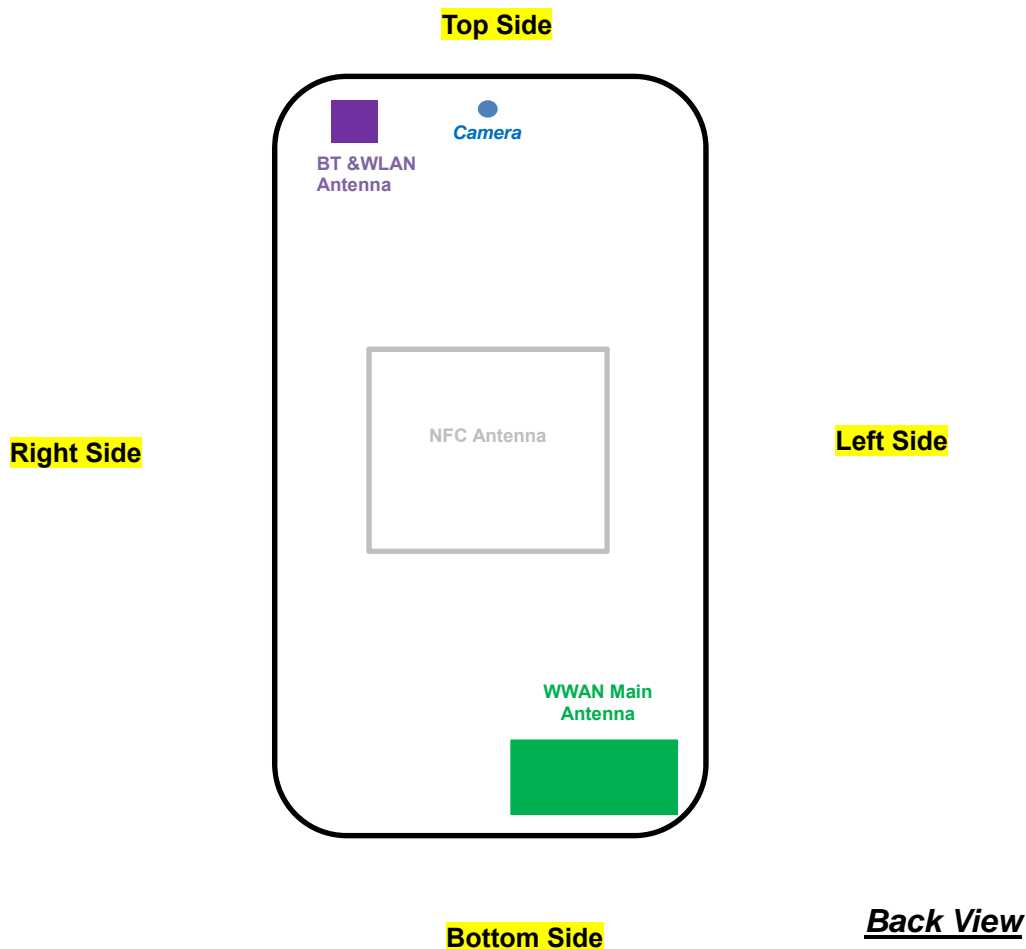 Top Side
Camera
BT &WLAN
Antenna
NFC Antenna
Right Side
Left Side
WWAN Main
Antenna
Back View
Bottom Side